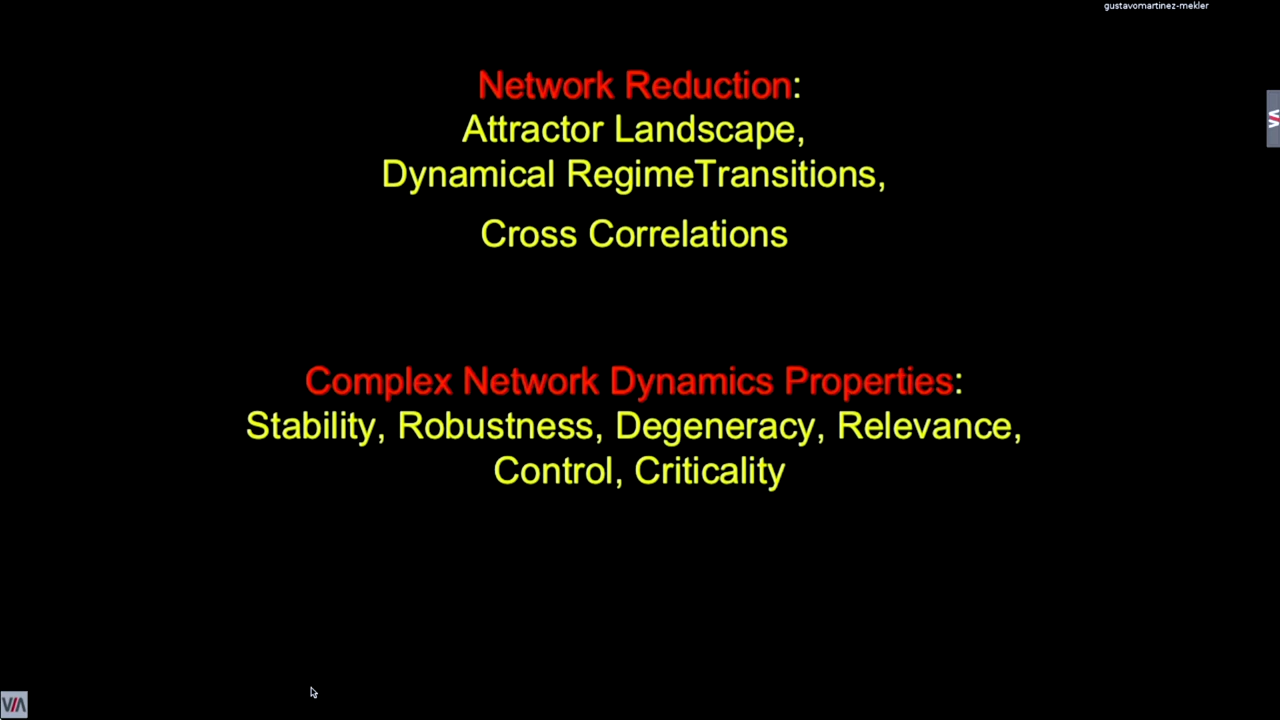 gustavomartinez-mekler
Network Reduction:
Attractor Landscape,
Dynamical RegimeTransitions,
Cross Correlations
Complex Network Dynamics Properties:
Stability, Robustness, Degeneracy, Relevance,
Control, Criticality
VIA